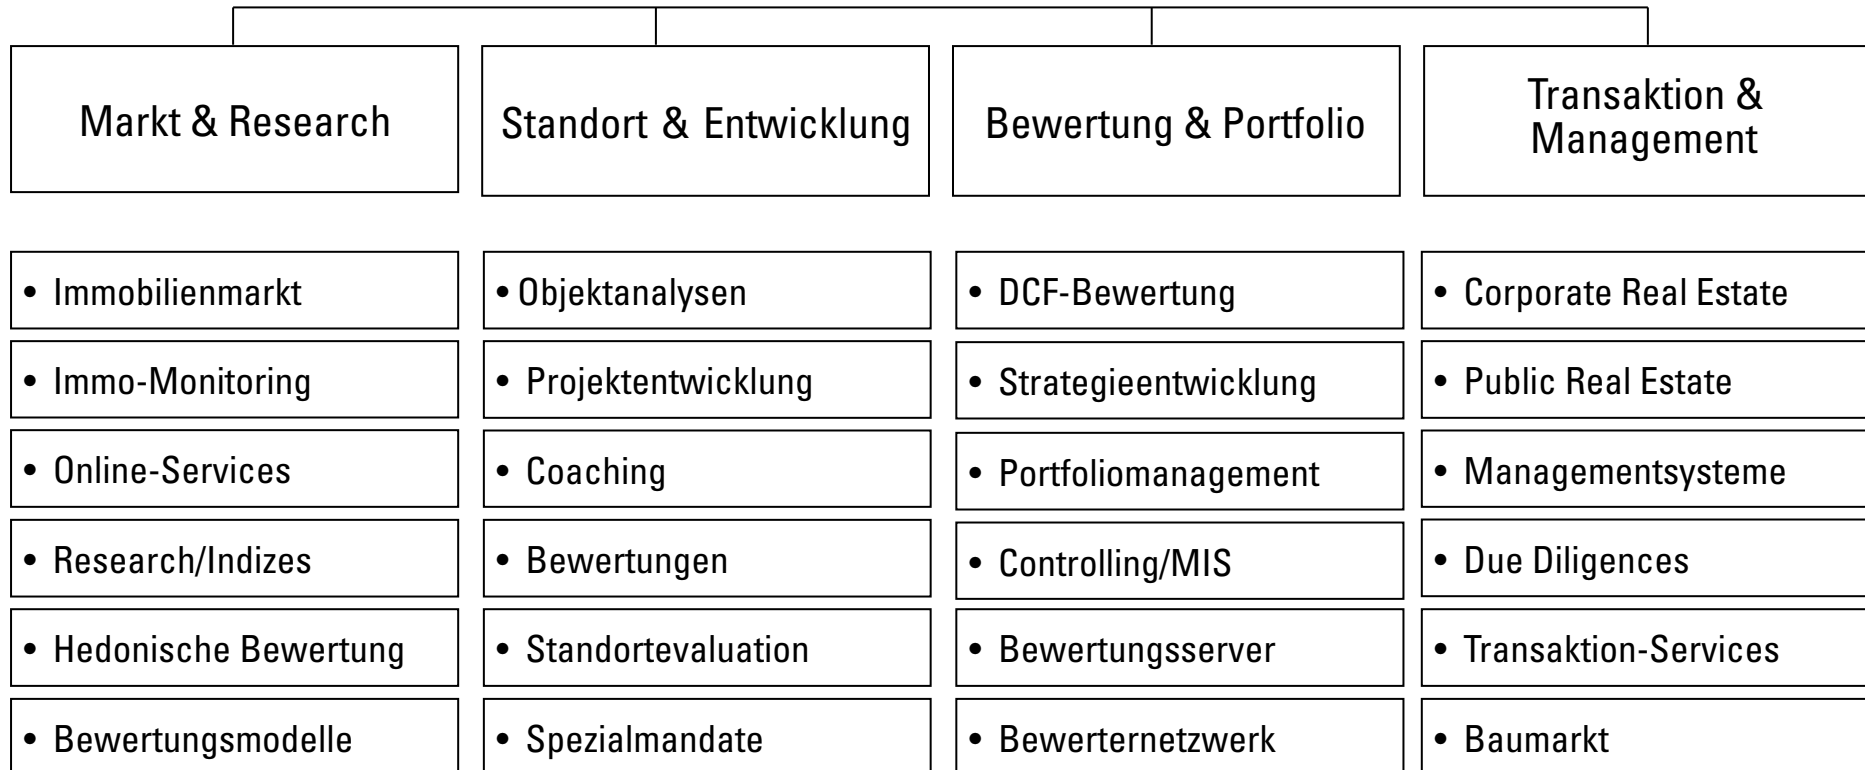 Markt & Research
Standort & Entwicklung
Bewertung & Portfolio
Transaktion &
Management
• Immobilienmarkt
• Immo-Monitoring
• Online-Services
• Research/Indizes
• Hedonische Bewertung
• Bewertungsmodelle
• Objektanalysen
• Projektentwicklung
• Coaching
• Bewertungen
• Standortevaluation
• Spezialmandate
• DCF-Bewertung
• Strategieentwicklung
• Portfoliomanagement
• Controlling/MIS
• Bewertungsserver
• Bewerternetzwerk
• Corporate Real Estate
• Public Real Estate
• Managementsysteme
• Due Diligences
• Transaktion-Services
• Baumarkt